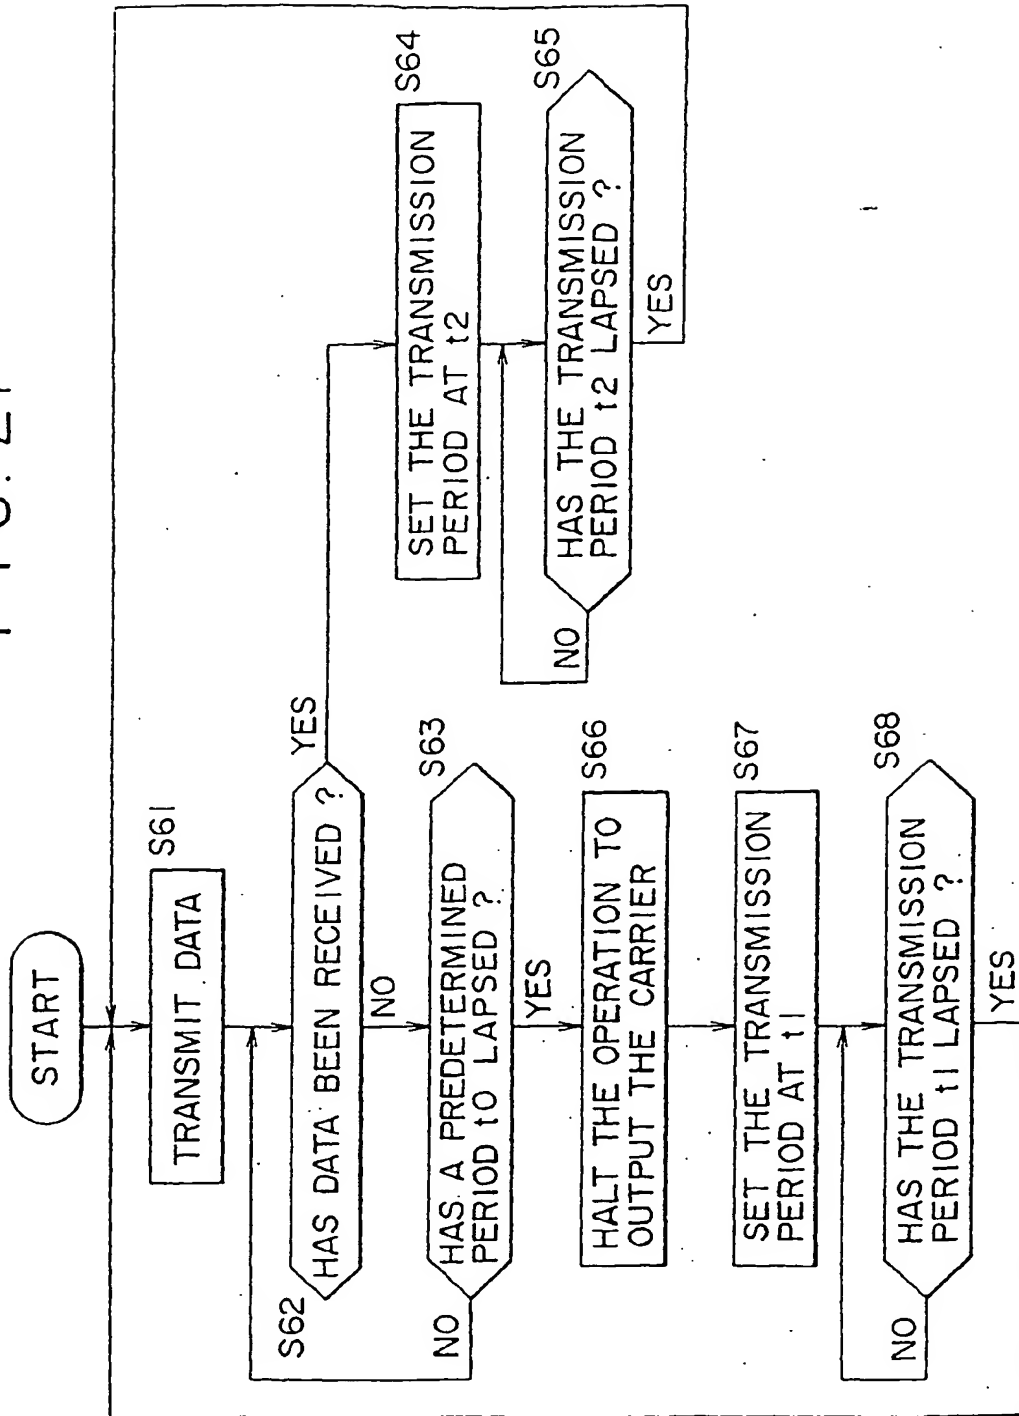 START
TRANSMIT DATA
S61
S62
HAS DATA BEEN RECEIVED ?
YES
NO
HAS A PREDETERMINED
PERIOD t0 LAPSED ?
S63
NO
YES
HALT THE OPERATION TO
OUTPUT THE CARRIER
S66
SET THE TRANSMISSION
PERIOD AT t1
S67
HAS THE TRANSMISSION
PERIOD t1 LAPSED ?
S68
NO
YES
SET THE TRANSMISSION
PERIOD AT t2
S64
HAS THE TRANSMISSION
PERIOD t2 LAPSED ?
S65
NO
YES